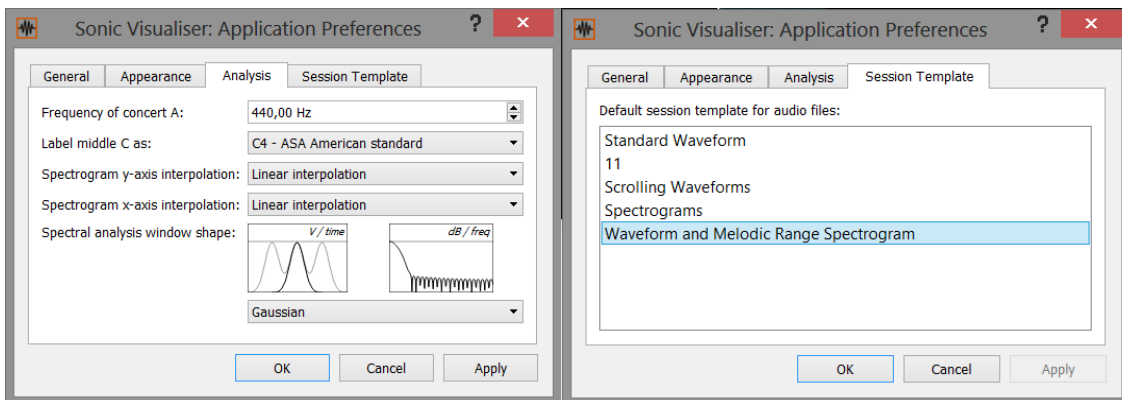 Sonic Visualiser: Application Preferences ? ×
General Appearance Analysis Session Template
Frequency of concert A: 440,00 Hz
Label middle C as: C4 - ASA American standard
Spectrogram y-axis interpolation: Linear interpolation
Spectrogram x-axis interpolation: Linear interpolation
Spectral analysis window shape: V / time dB / freq
Gaussian
OK Cancel Apply
Sonic Visualiser: Application Preferences ? ×
General Appearance Analysis Session Template
Default session template for audio files:
Standard Waveform
11
Scrolling Waveforms
Spectrograms
Waveform and Melodic Range Spectrogram
OK Cancel Apply